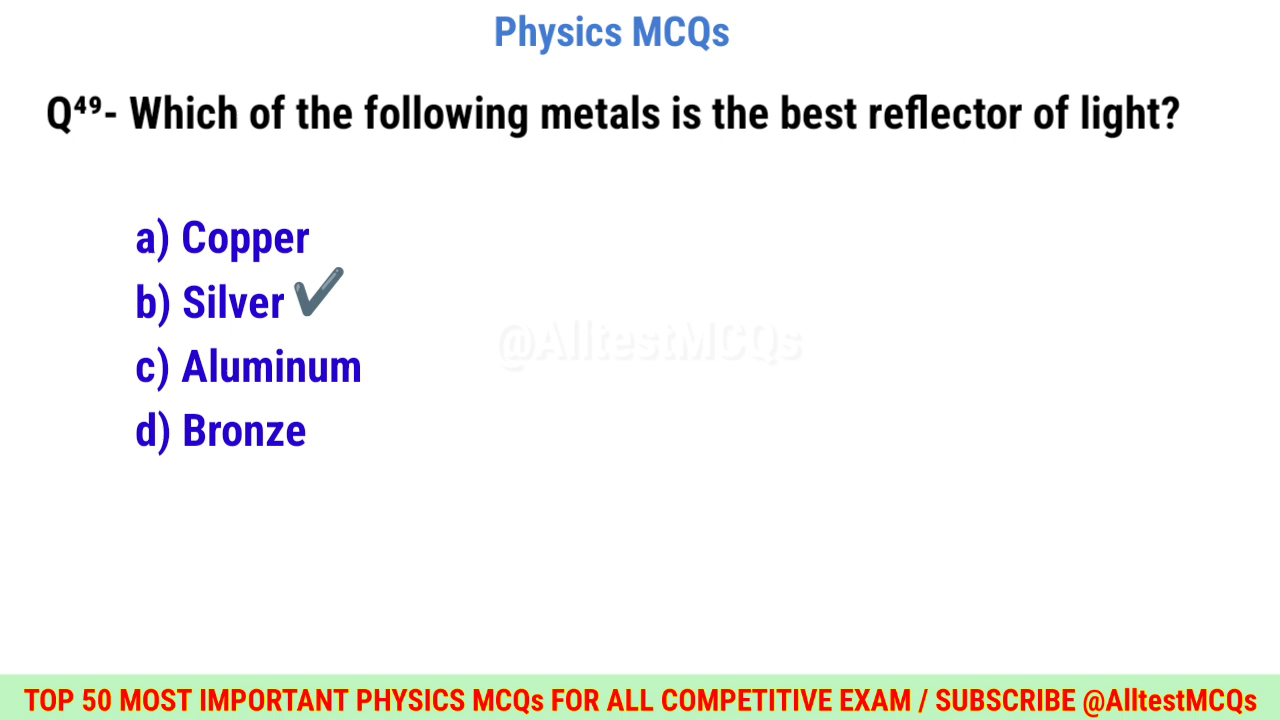 Physics MCQs
Q⁴⁹- Which of the following metals is the best reflector of light?
a) Copper
b) Silver ✔
@AlltestMCQs
c) Aluminum
d) Bronze
TOP 50 MOST IMPORTANT PHYSICS MCQs FOR ALL COMPETITIVE EXAM / SUBSCRIBE @AlltestMCQs